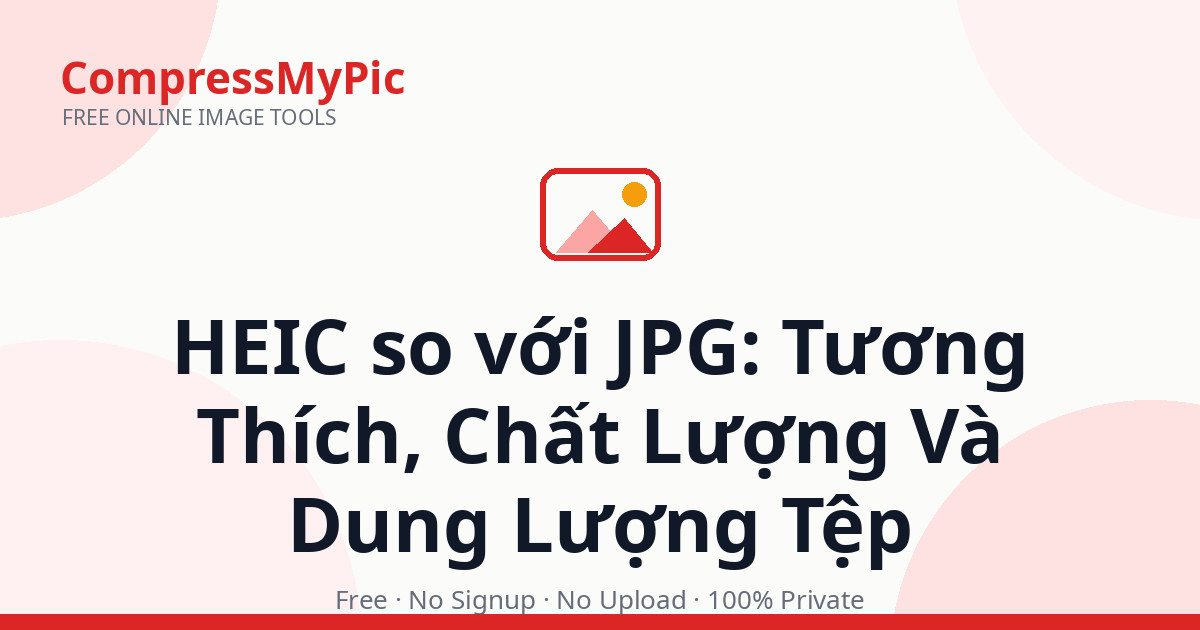 CompressMyPic
FREE ONLINE IMAGE TOOLS
HEIC so với JPG: Tương
Thích, Chất Lượng Và
Dung Lượng Tệp
Free · No Signup · No Upload · 100% Private